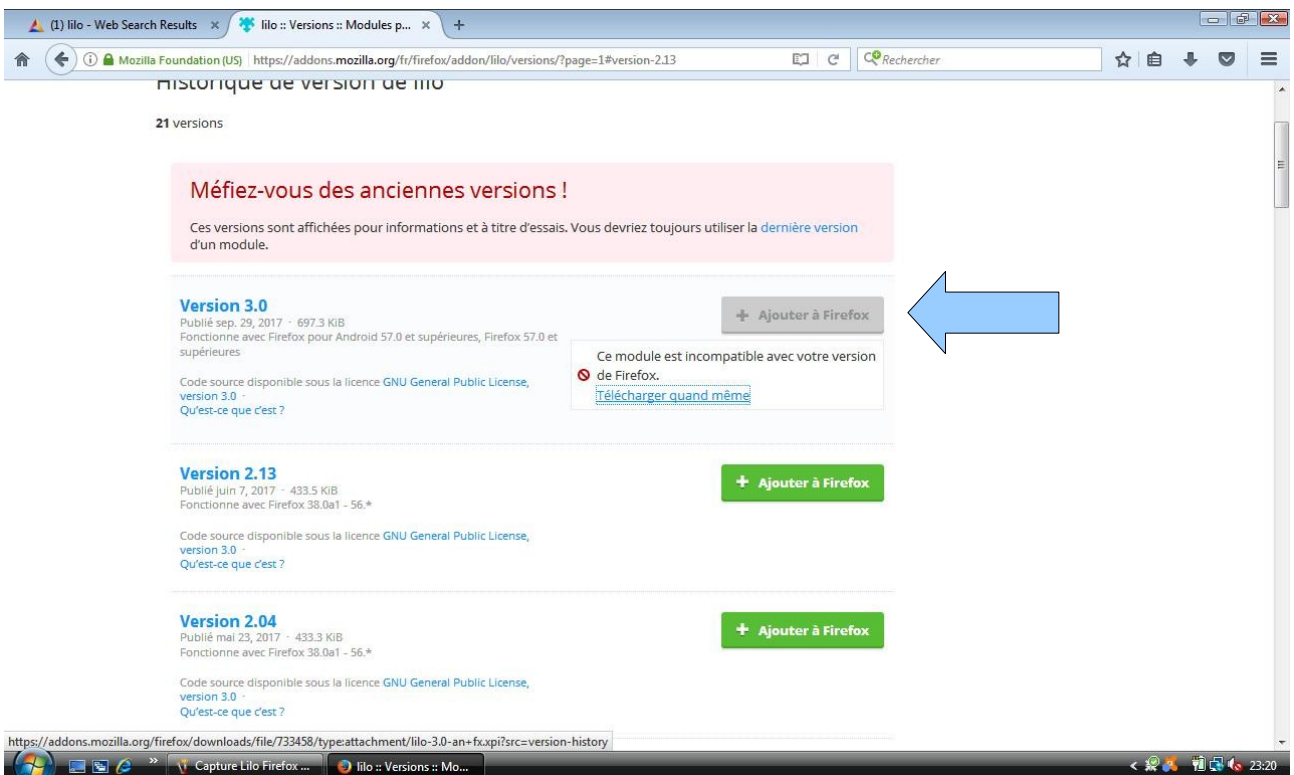 (1) lilo - Web Search Results
lilo :: Versions :: Modules p...
Mozilla Foundation (US)
https://addons.mozilla.org/fr/firefox/addon/lilo/versions/?page=1#version-2.13
Rechercher
Historique de version de lilo
21 versions
Méfiez-vous des anciennes versions !
Ces versions sont affichées pour informations et à titre d'essais. Vous devriez toujours utiliser la dernière version
d'un module.
Version 3.0
Publié sep. 29, 2017 · 697.3 KiB
Fonctionne avec Firefox pour Android 57.0 et supérieures, Firefox 57.0 et
supérieures
Code source disponible sous la licence GNU General Public License,
version 3.0 ·
Qu'est-ce que c'est ?
+ Ajouter à Firefox
Ce module est incompatible avec votre version
de Firefox.
Télécharger quand même
Version 2.13
Publié juin 7, 2017 · 433.5 KiB
Fonctionne avec Firefox 38.0a1 - 56.*
Code source disponible sous la licence GNU General Public License,
version 3.0 ·
Qu'est-ce que c'est ?
+ Ajouter à Firefox
Version 2.04
Publié mai 23, 2017 · 433.3 KiB
Fonctionne avec Firefox 38.0a1 - 56.*
Code source disponible sous la licence GNU General Public License,
version 3.0 ·
Qu'est-ce que c'est ?
+ Ajouter à Firefox
https://addons.mozilla.org/firefox/downloads/file/733458/type:attachment/lilo-3.0-an+fx.xpi?src=version-history
Capture Lilo Firefox ...
lilo :: Versions :: Mo...
23:20